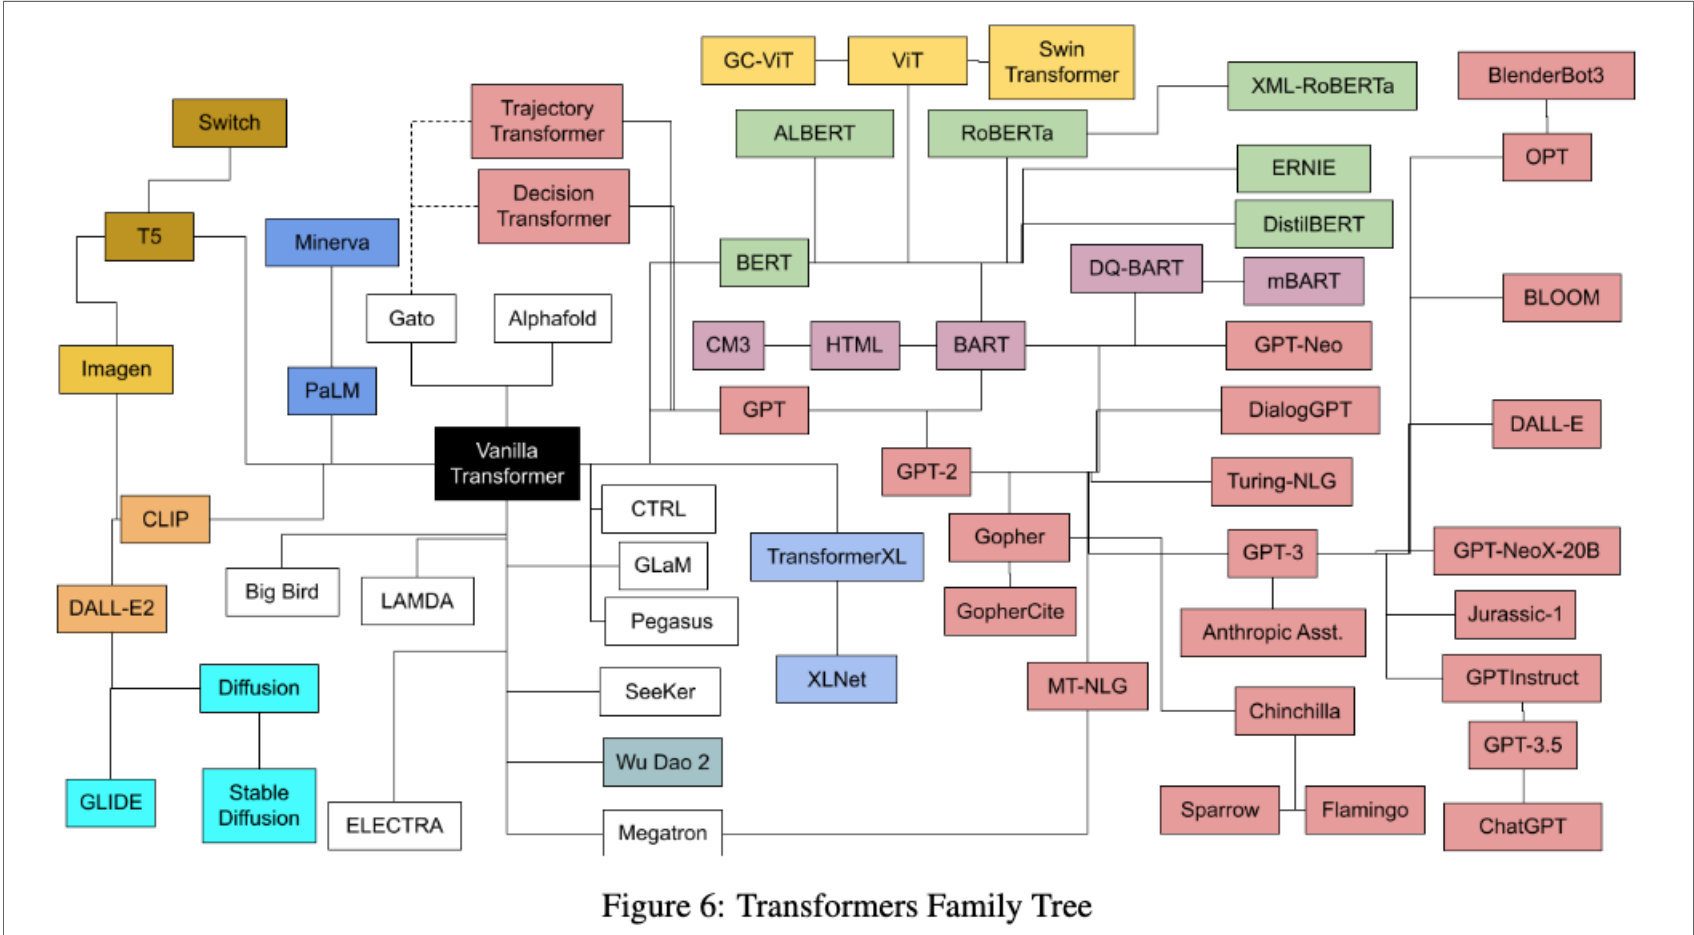 GC-ViT
ViT
Swin
Transformer
BlenderBot3
XML-RoBERTa
Switch
Trajectory
Transformer
ALBERT
RoBERTa
OPT
ERNIE
Decision
Transformer
DistilBERT
T5
Minerva
BERT
DQ-BART
mBART
BLOOM
Gato
Alphafold
CM3
HTML
BART
GPT-Neo
Imagen
PaLM
GPT
DialogGPT
DALL-E
Vanilla
Transformer
GPT-2
Turing-NLG
CLIP
CTRL
TransformerXL
Gopher
GPT-3
GPT-NeoX-20B
GLaM
Big Bird
LAMDA
DALL-E2
Pegasus
GopherCite
Anthropic Asst.
Jurassic-1
Diffusion
SeeKer
XLNet
MT-NLG
GPTInstruct
Chinchilla
GPT-3.5
Wu Dao 2
GLIDE
Stable
Diffusion
ELECTRA
Megatron
Sparrow
Flamingo
ChatGPT
Figure 6: Transformers Family Tree